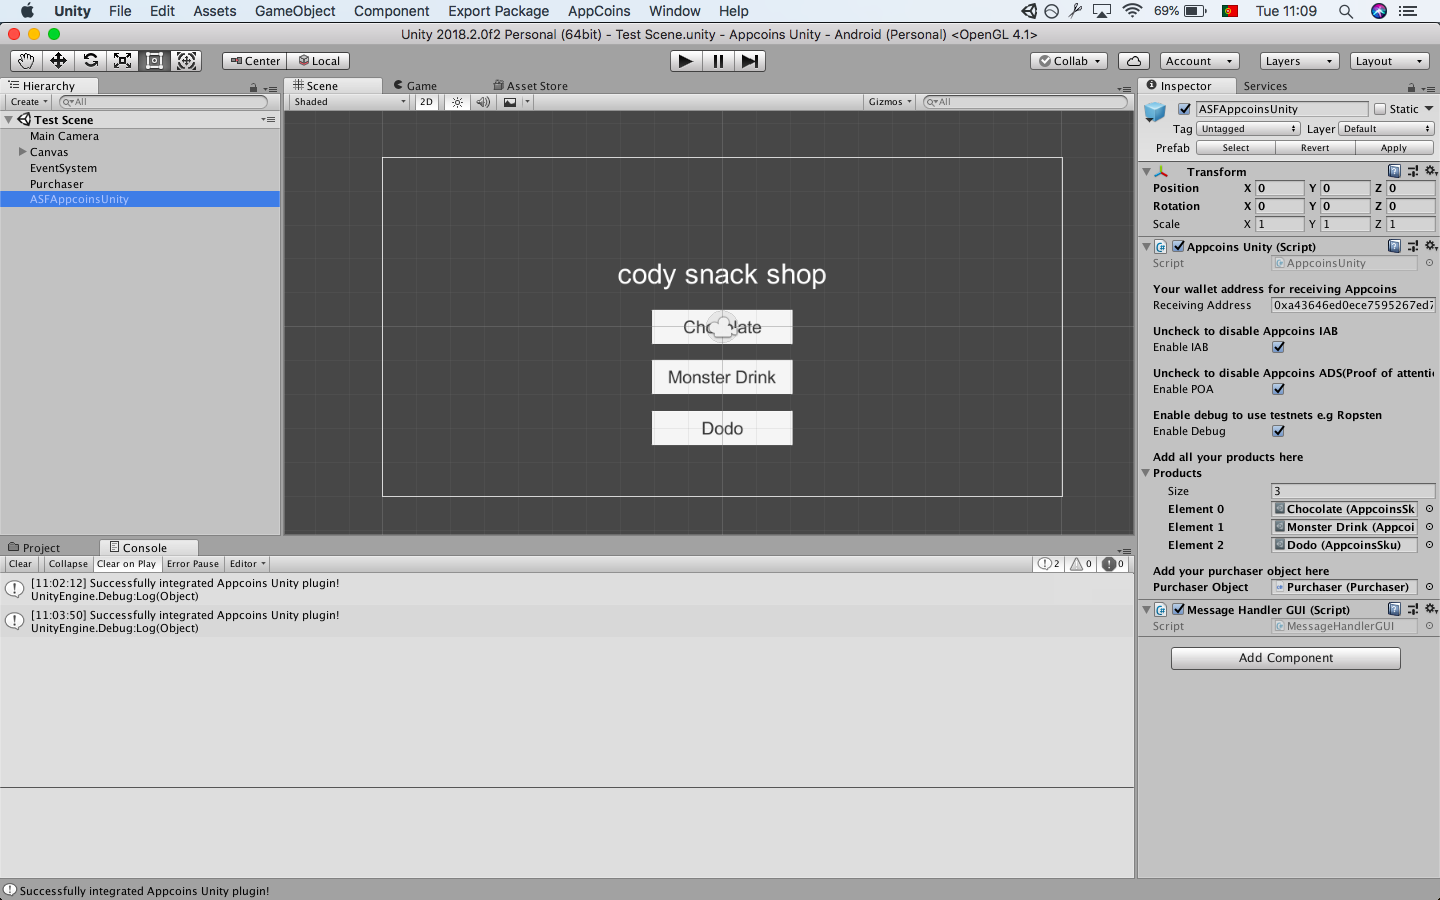 Unity File Edit Assets GameObject Component Export Package AppCoins Window Help 69% Tue 11:09
Unity 2018.2.0f2 Personal (64bit) - Test Scene.unity - Appcoins Unity - Android (Personal) <OpenGL 4.1>
Center Local Collab Account Layers Layout
Hierarchy
Create All
Test Scene
Main Camera
Canvas
EventSystem
Purchaser
ASFAppcoinsUnity
Scene Game Asset Store
Shaded 2D Gizmos All
cody snack shop
Monster Drink
Dodo
Project Console
Clear Collapse Clear on Play Error Pause Editor 2 0 0
[11:02:12] Successfully integrated Appcoins Unity plugin!
UnityEngine.Debug:Log(Object)
[11:03:50] Successfully integrated Appcoins Unity plugin!
UnityEngine.Debug:Log(Object)
Successfully integrated Appcoins Unity plugin!
Inspector Services
ASFAppcoinsUnity Static
Tag Untagged Layer Default
Prefab Select Revert Apply
Transform
Position X 0 Y 0 Z 0
Rotation X 0 Y 0 Z 0
Scale X 1 Y 1 Z 1
Appcoins Unity (Script)
Script AppcoinsUnity
Your wallet address for receiving Appcoins
Receiving Address 0xa43646ed0ece7595267ed7
Uncheck to disable Appcoins IAB
Enable IAB
Uncheck to disable Appcoins ADS(Proof of attenti
Enable POA
Enable debug to use testnets e.g Ropsten
Enable Debug
Add all your products here
Products
Size 3
Element 0 Chocolate (AppcoinsSk
Element 1 Monster Drink (Appcoi
Element 2 Dodo (AppcoinsSku)
Add your purchaser object here
Purchaser Object Purchaser (Purchaser)
Message Handler GUI (Script)
Script MessageHandlerGUI
Add Component